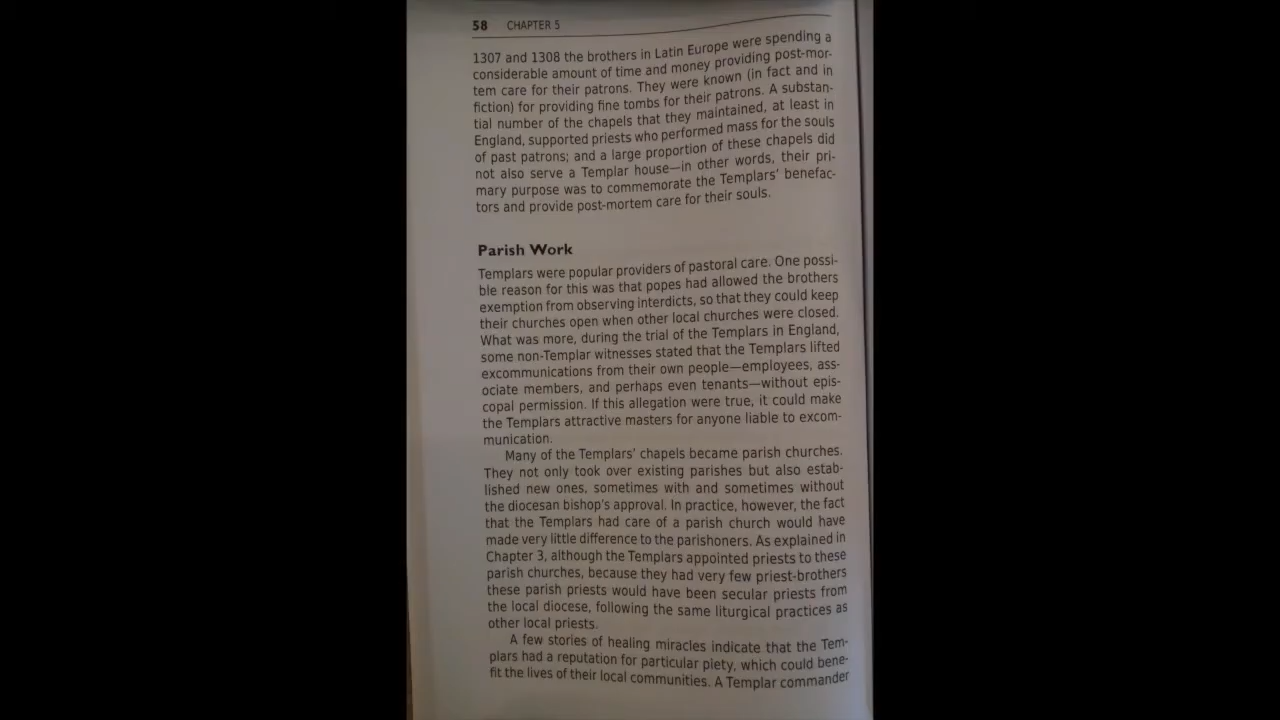 58 CHAPTER 5
1307 and 1308 the brothers in Latin Europe were spending a
considerable amount of time and money providing post-mor-
tem care for their patrons. They were known (in fact and in
fiction) for providing fine tombs for their patrons. A substan-
tial number of the chapels that they maintained, at least in
England, supported priests who performed mass for the souls
of past patrons; and a large proportion of these chapels did
not also serve a Templar house—in other words, their pri-
mary purpose was to commemorate the Templars' benefac-
tors and provide post-mortem care for their souls.
Parish Work
Templars were popular providers of pastoral care. One possi-
ble reason for this was that popes had allowed the brothers
exemption from observing interdicts, so that they could keep
their churches open when other local churches were closed.
What was more, during the trial of the Templars in England,
some non-Templar witnesses stated that the Templars lifted
excommunications from their own people—employees, ass-
ociate members, and perhaps even tenants—without epis-
copal permission. If this allegation were true, it could make
the Templars attractive masters for anyone liable to excom-
munication.
Many of the Templars' chapels became parish churches.
They not only took over existing parishes but also estab-
lished new ones, sometimes with and sometimes without
the diocesan bishop's approval. In practice, however, the fact
that the Templars had care of a parish church would have
made very little difference to the parishoners. As explained in
Chapter 3, although the Templars appointed priests to these
parish churches, because they had very few priest-brothers
these parish priests would have been secular priests from
the local diocese, following the same liturgical practices as
other local priests.
A few stories of healing miracles indicate that the Tem-
plars had a reputation for particular piety, which could bene-
fit the lives of their local communities. A Templar commander